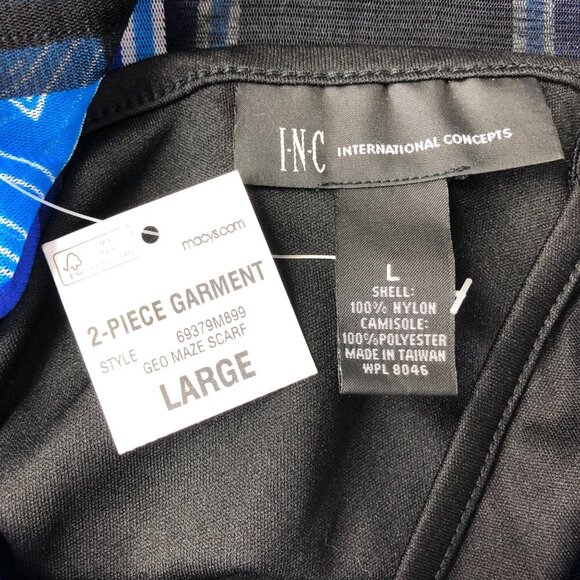 I·N·C INTERNATIONAL CONCEPTS
L
SHELL:
100% NYLON
CAMISOLE:
100%POLYESTER
MADE IN TAIWAN
WPL 8046
macys.com
2-PIECE GARMENT
STYLE 69379M899
GEO MAZE SCARF
LARGE